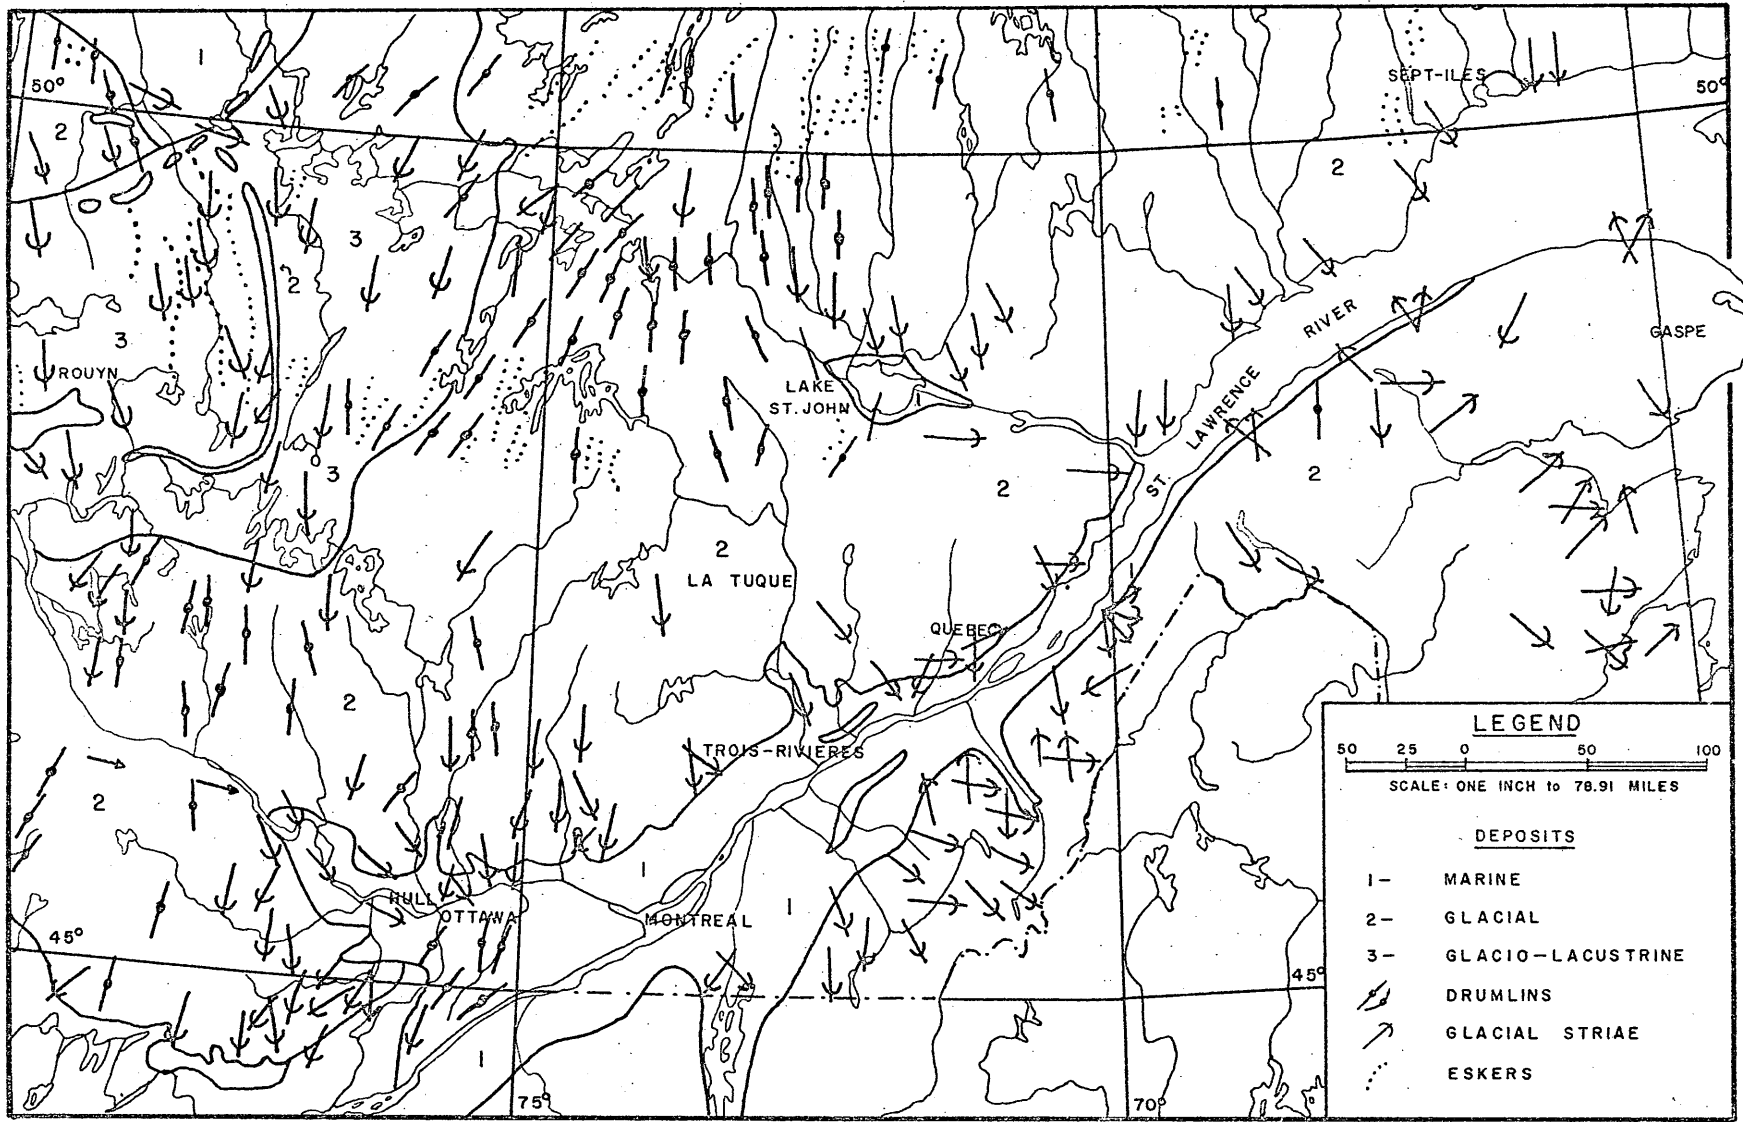 SEPT-ILES
1
50°
50°
2
2
3
2
3
RIVER
GASPE
ROUYN
LAKE
ST. JOHN
1
LAWRENCE
ST.
3
2
2
2
LA TUQUE
QUEBEC
2
TROIS-RIVIERES
2
1
HULL
OTTAWA
MONTREAL
1
45°
45°
1
75°
70°
LEGEND
50 25 0 50 100
SCALE: ONE INCH to 78.91 MILES
DEPOSITS
1- MARINE
2- GLACIAL
3- GLACIO-LACUSTRINE
DRUMLINS
GLACIAL STRIAE
ESKERS